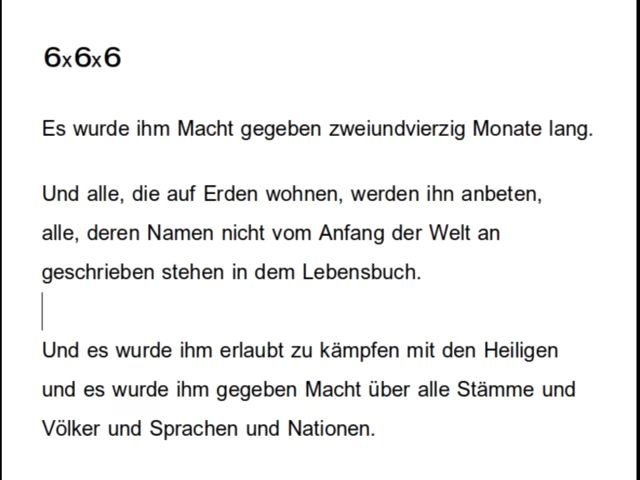 6x6x6
Es wurde ihm Macht gegeben zweiundvierzig Monate lang.
Und alle, die auf Erden wohnen, werden ihn anbeten,
alle, deren Namen nicht vom Anfang der Welt an
geschrieben stehen in dem Lebensbuch.
Und es wurde ihm erlaubt zu kämpfen mit den Heiligen
und es wurde ihm gegeben Macht über alle Stämme und
Völker und Sprachen und Nationen.